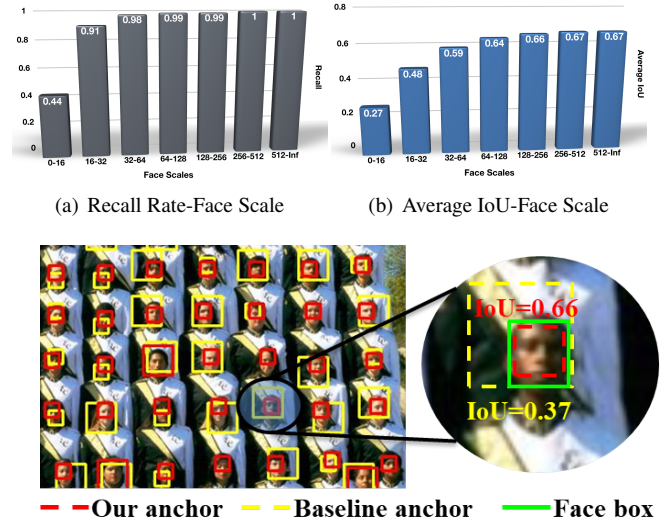 1
0.8
0.6
0.4
0.2
0
0.44
0.91
0.98
0.99
0.99
1
1
0-16
16-32
32-64
64-128
128-256
256-512
512-Inf
Face Scales
Recall
(a) Recall Rate-Face Scale
0.8
0.6
0.4
0.2
0
0.27
0.48
0.59
0.64
0.66
0.67
0.67
0-16
16-32
32-64
64-128
128-256
256-512
512-Inf
Face Scales
Average IoU
(b) Average IoU-Face Scale
IoU=0.66
IoU=0.37
Our anchor
Baseline anchor
Face box